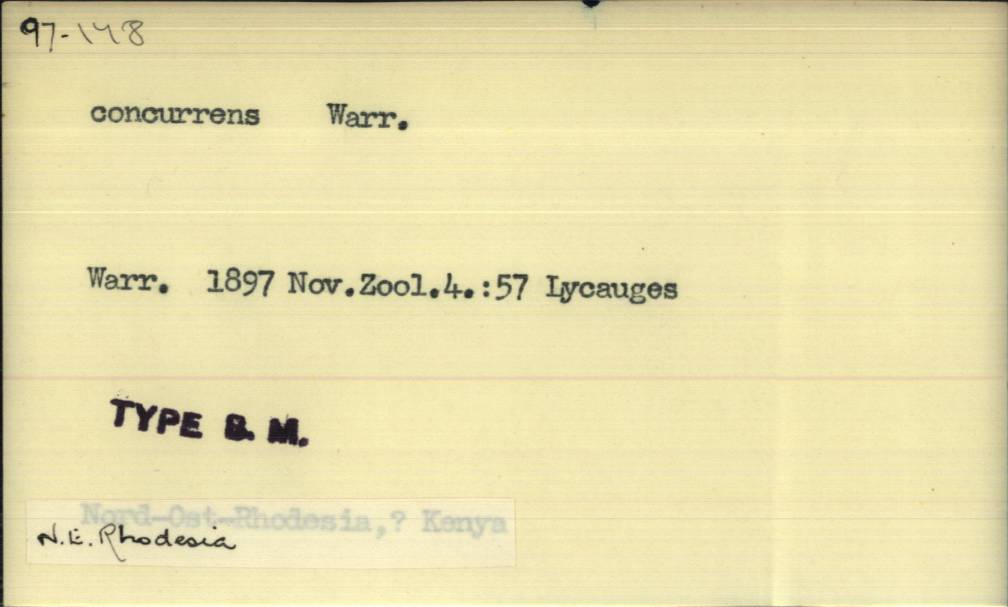 97-148
concurrens Warr.
Warr. 1897 Nov.Zool.4.:57 Lycauges
TYPE B. M.
Nord-Ost-Rhodesia,? Kenya
N.E. Rhodesia